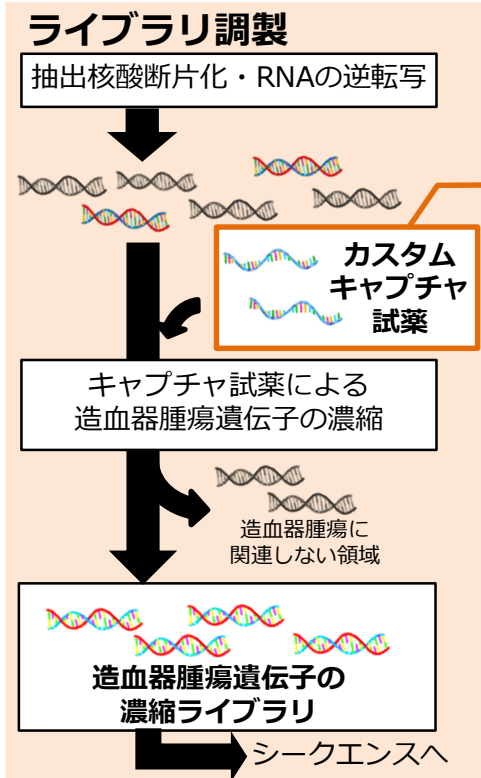 ライブラリ調製
抽出核酸断片化・RNAの逆転写
カスタム
キャプチャ
試薬
キャプチャ試薬による
造血器腫瘍遺伝子の濃縮
造血器腫瘍に
関連しない領域
造血器腫瘍遺伝子の
濃縮ライブラリ
シークエンスへ